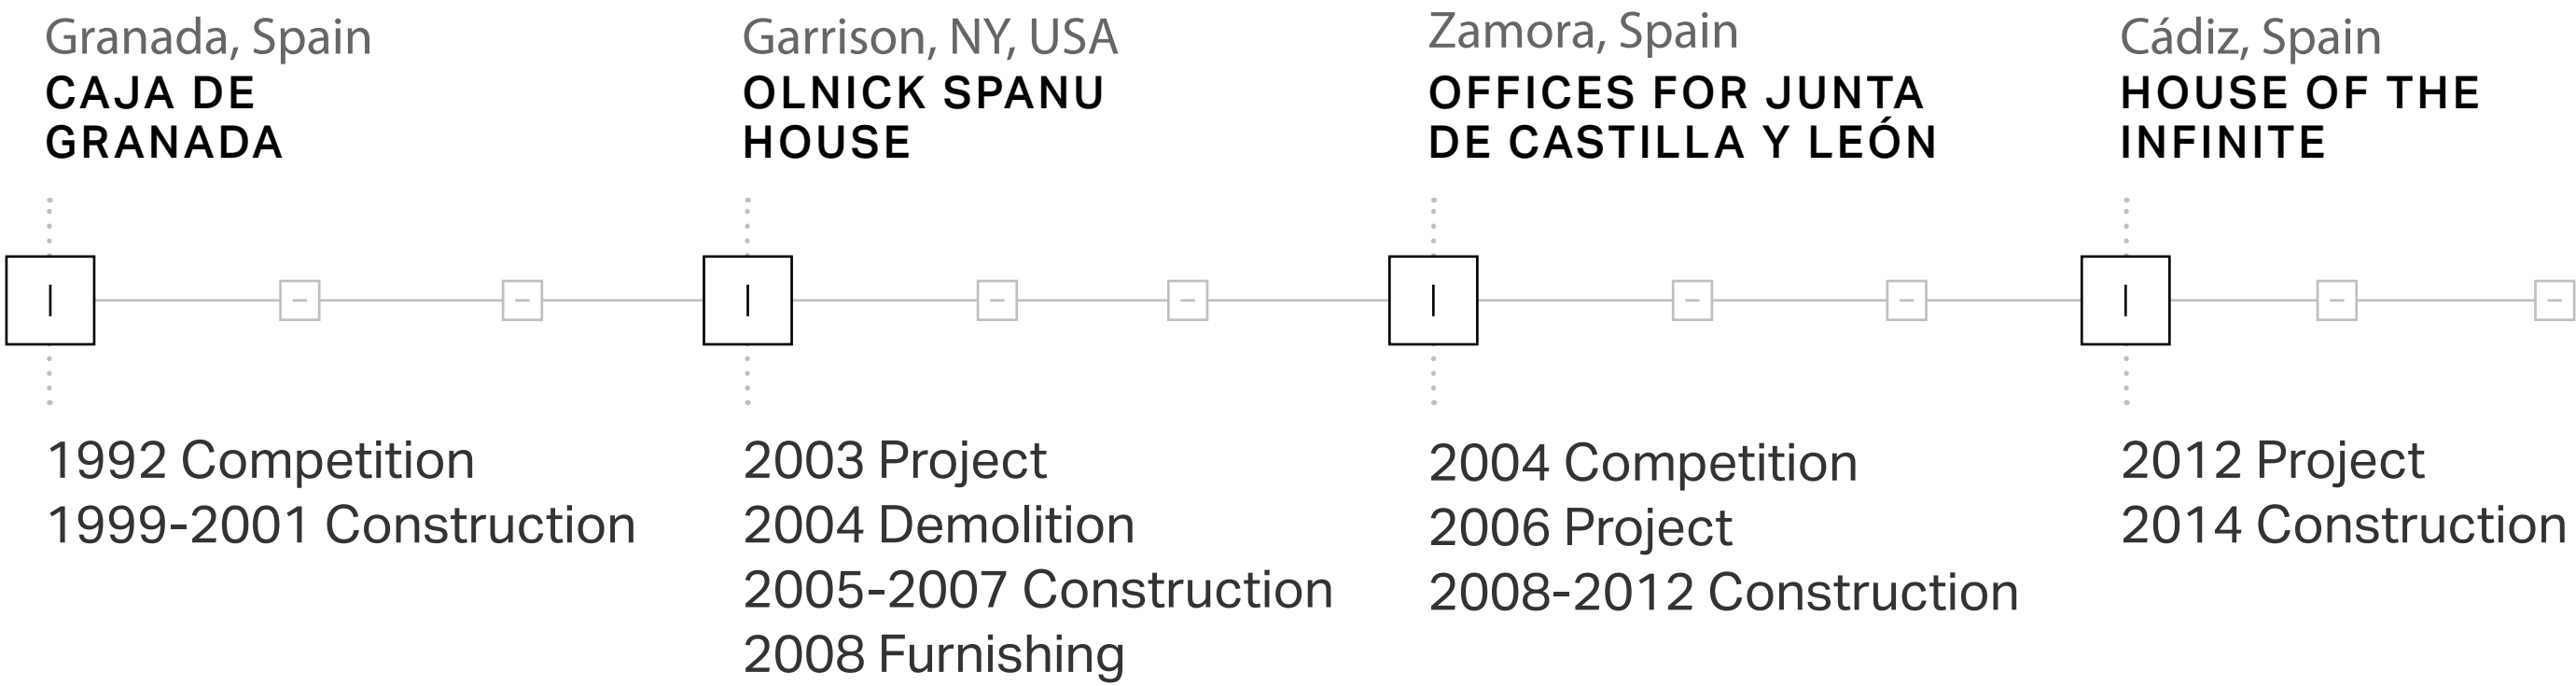 Granada, Spain
CAJA DE
GRANADA
1992 Competition
1999-2001 Construction
Garrison, NY, USA
OLNICK SPANU
HOUSE
2003 Project
2004 Demolition
2005-2007 Construction
2008 Furnishing
Zamora, Spain
OFFICES FOR JUNTA
DE CASTILLA Y LEÓN
2004 Competition
2006 Project
2008-2012 Construction
Cádiz, Spain
HOUSE OF THE
INFINITE
2012 Project
2014 Construction